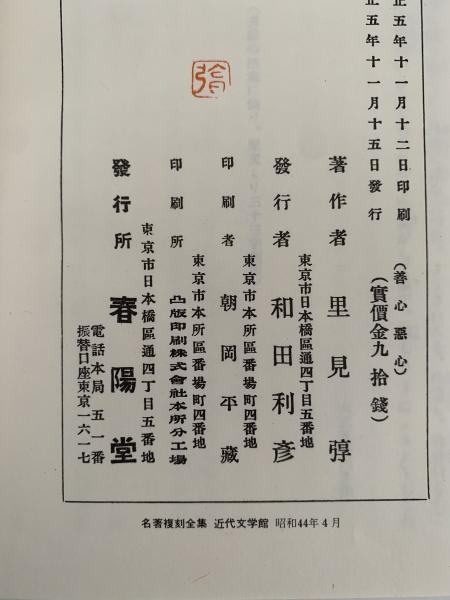 正五年十一月十二日印刷
正五年十一月十五日發行
(善心惡心)
(實價金九拾錢)
著作者 里見弴
東京市日本橋區通四丁目五番地
發行者 和田利彥
東京市本所區番場町四番地
印刷者 朝岡平藏
東京市本所區番場町四番地
印刷所 凸版印刷株式會社本所分工場
東京市日本橋區通四丁目五番地
發行所 春陽堂
電話本局五一番
振替口座東京一六一七
名著複刻全集 近代文学館 昭和44年4月